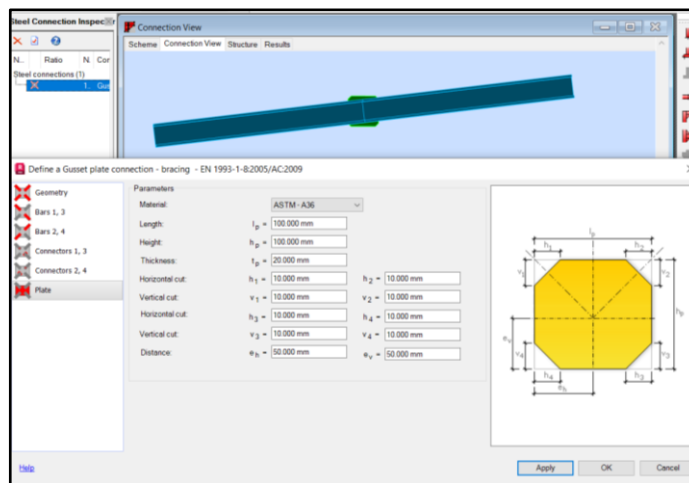 Steel Connection Inspector
N.. Ratio N. Cor
Steel connections (1)
1.. Gus
Connection View
Scheme Connection View Structure Results
Define a Gusset plate connection - bracing - EN 1993-1-8:2005/AC:2009
Geometry
Bars 1, 3
Bars 2, 4
Connectors 1, 3
Connectors 2, 4
Plate
Parameters
Material: ASTM - A36
Length: lp = 100.000 mm
Height: hp = 100.000 mm
Thickness: tp = 20.000 mm
Horizontal cut: h1 = 10.000 mm h2 = 10.000 mm
Vertical cut: v1 = 10.000 mm v2 = 10.000 mm
Horizontal cut: h3 = 10.000 mm h4 = 10.000 mm
Vertical cut: v3 = 10.000 mm v4 = 10.000 mm
Distance: eh = 50.000 mm ev = 50.000 mm
lp
h1 h2
v1 v2
hp
ev
v4 v3
h4 h3
eh
Help
Apply OK Cancel